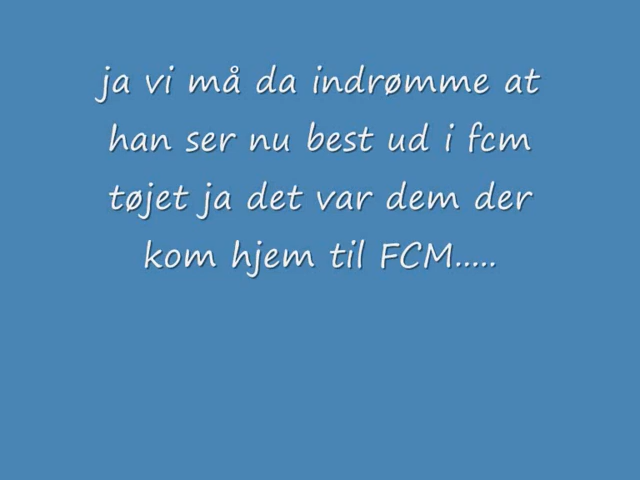 ja vi må da indrømme at
han ser nu best ud i fcm
tøjet ja det var dem der
kom hjem til FCM.....